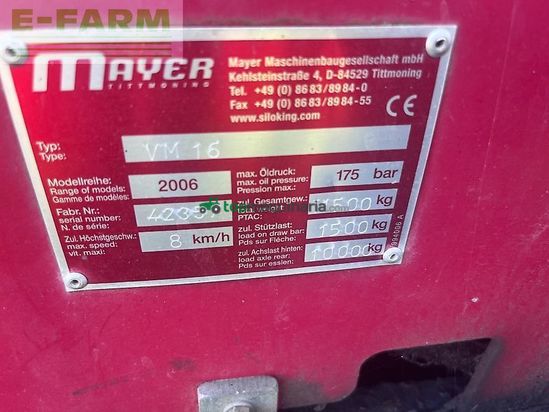 E-FARM
MAYER
TITTMONING
Mayer Maschinenbaugesellschaft mbH
Kehlsteinstraße 4, D-84529 Tittmoning
Tel. +49 (0) 86 83/89 84-0
Fax +49 (0) 86 83/89 84-55
www.siloking.com
CE
Typ:
Type:
VM 16
Modellreihe:
Range of models:
Gamme de modèles:
2006
max. Öldruck:
max. oil pressure:
Pression max.:
175 bar
Fabr. Nr.:
serial number:
N. de série:
zul. Gesamtgew.
PTAC:
kg
zul. Höchstgeschw.:
max. speed:
vit. maxi:
8 km/h
zul. Stützlast:
load on draw bar:
Pds sur Flèche:
1500 kg
zul. Achslast hinten:
load axle rear:
Pds sur essien:
10000 kg